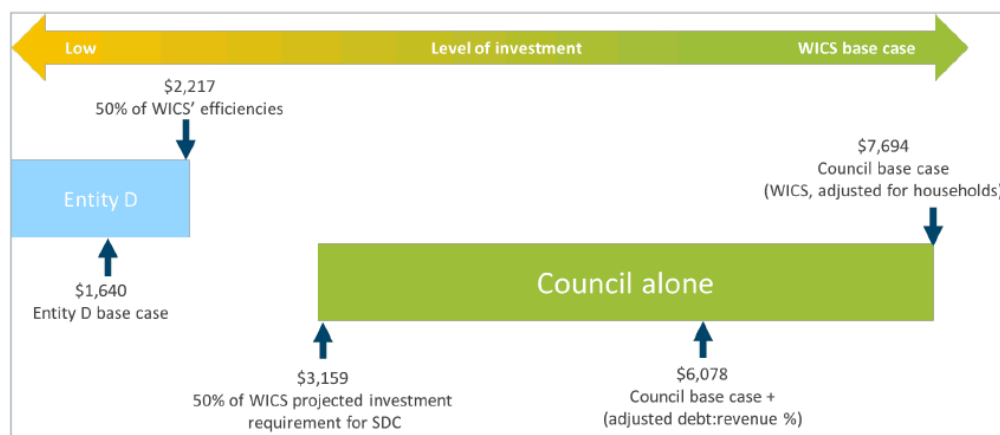 Low Level of investment WICS base case
$2,217
50% of WICS' efficiencies
$7,694
Council base case
(WICS, adjusted for households)
Entity D
$1,640
Entity D base case
Council alone
$3,159
50% of WICS projected investment
requirement for SDC
$6,078
Council base case +
(adjusted debt:revenue %)